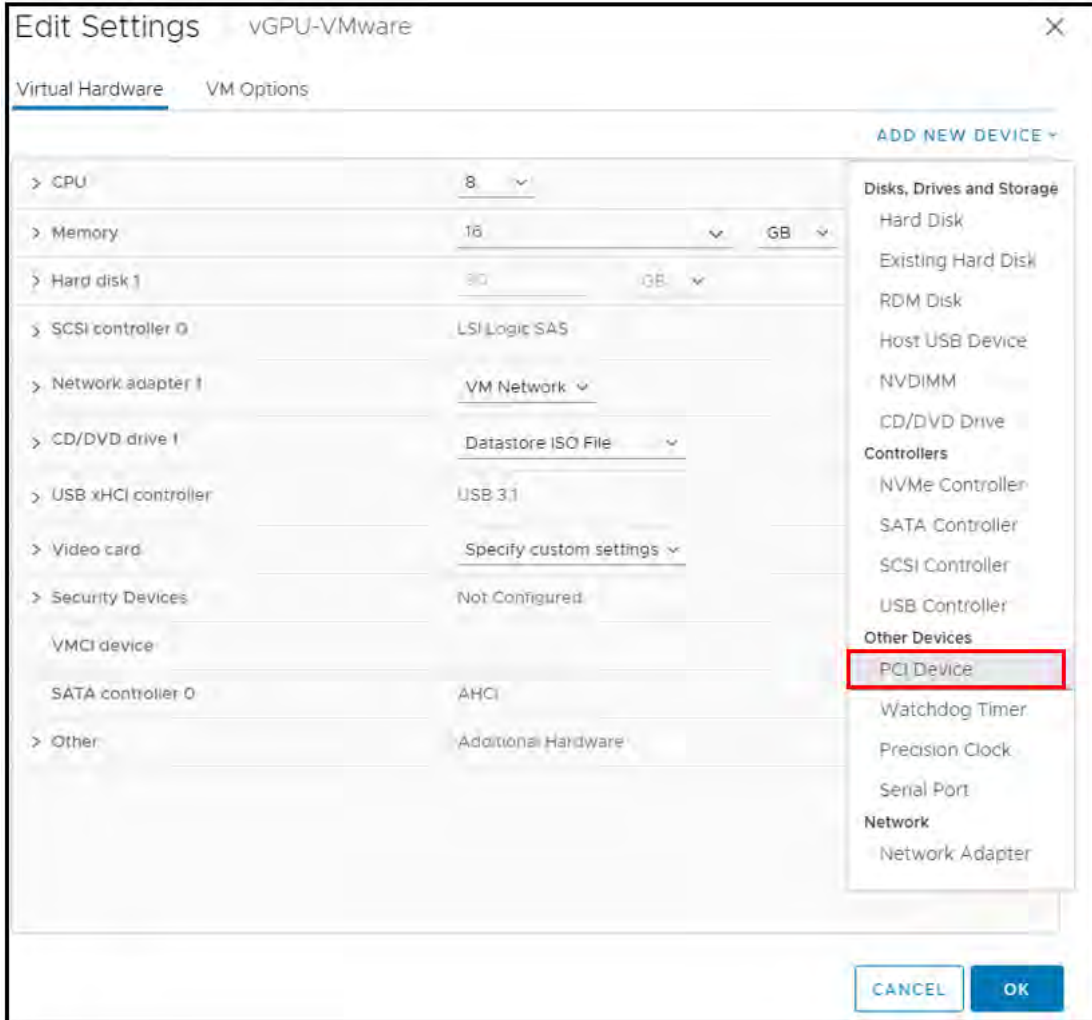 Edit Settings vGPU-VMware
Virtual Hardware VM Options
ADD NEW DEVICE
CPU 8
Memory 16 GB
Hard disk 1 GB
SCSI controller 0 LSI Logic SAS
Network adapter 1 VM Network
CD/DVD drive 1 Datastore ISO File
USB xHCI controller USB 3.1
Video card Specify custom settings
Security Devices Not Configured
VMCI device
SATA controller 0 AHCI
Other Additional Hardware
Disks, Drives and Storage
Hard Disk
Existing Hard Disk
RDM Disk
Host USB Device
NVDIMM
CD/DVD Drive
Controllers
NVMe Controller
SATA Controller
SCSI Controller
USB Controller
Other Devices
PCI Device
Watchdog Timer
Precision Clock
Serial Port
Network
Network Adapter
CANCEL OK